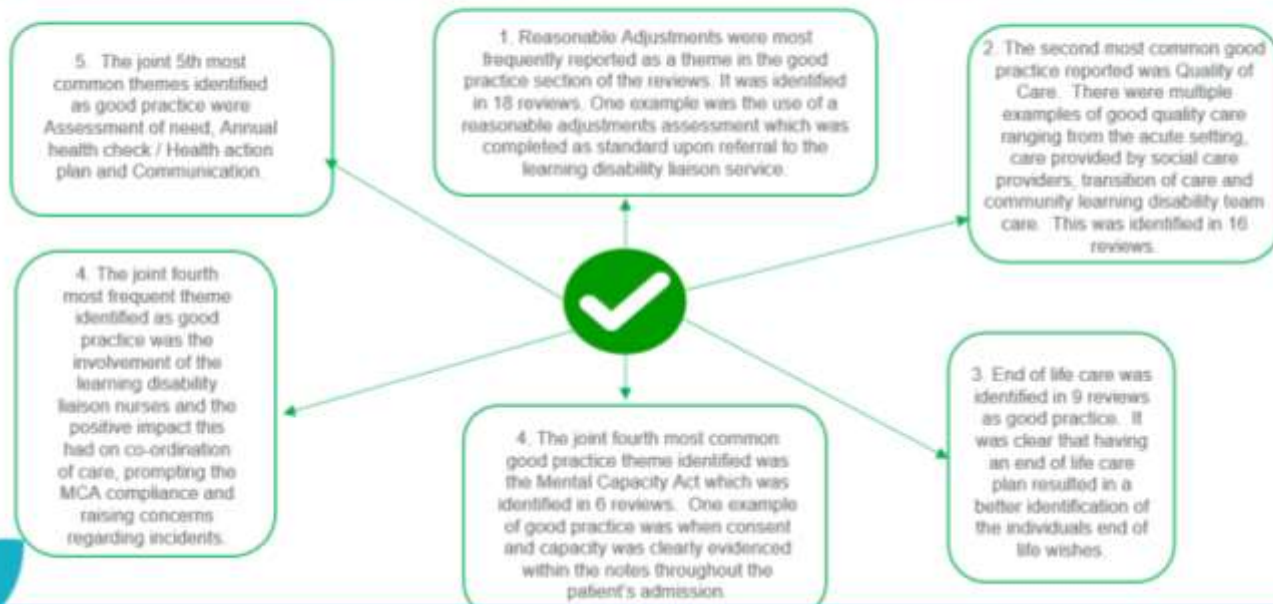 1. Reasonable Adjustments were most
frequently reported as a theme in the good
practice section of the reviews. It was identified
in 18 reviews. One example was the use of a
reasonable adjustments assessment which was
completed as standard upon referral to the
learning disability liaison service.
2. The second most common good
practice reported was Quality of
Care. There were multiple
examples of good quality care
ranging from the acute setting,
care provided by social care
providers, transition of care and
community learning disability team
care. This was identified in 16
reviews.
3. End of life care was
identified in 9 reviews
as good practice. It
was clear that having
an end of life care
plan resulted in a
better identification of
the individuals end of
life wishes.
4. The joint fourth most common
good practice theme identified was
the Mental Capacity Act which was
identified in 6 reviews. One example
of good practice was when consent
and capacity was clearly evidenced
within the notes throughout the
patient's admission.
4. The joint fourth
most frequent theme
identified as good
practice was the
involvement of the
learning disability
liaison nurses and the
positive impact this
had on co-ordination
of care, prompting the
MCA compliance and
raising concerns
regarding incidents.
5. The joint 5th most
common themes identified
as good practice were
Assessment of need, Annual
health check / Health action
plan and Communication.